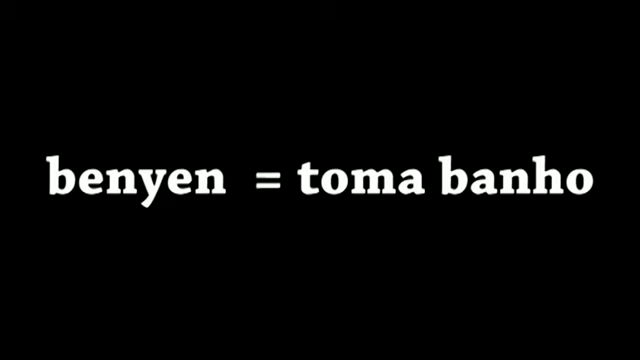 benyen = toma banho